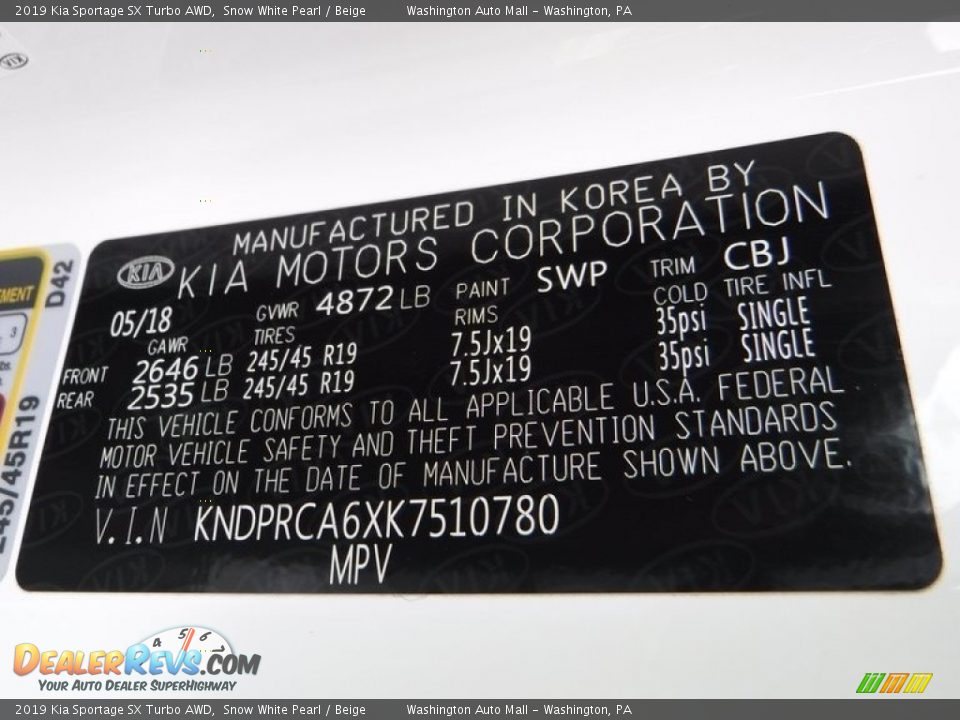 2019 Kia Sportage SX Turbo AWD, Snow White Pearl / Beige Washington Auto Mall - Washington, PA
KIA
MANUFACTURED IN KOREA BY
KIA KIA MOTORS CORPORATION
05/18 GVWR 4872 LB PAINT SWP TRIM CBJ
GAWR TIRES RIMS COLD TIRE INFL
FRONT 2646 LB 245/45 R19 7.5Jx19 35psi SINGLE
REAR 2535 LB 245/45 R19 7.5Jx19 35psi SINGLE
THIS VEHICLE CONFORMS TO ALL APPLICABLE U.S.A. FEDERAL
MOTOR VEHICLE SAFETY AND THEFT PREVENTION STANDARDS
IN EFFECT ON THE DATE OF MANUFACTURE SHOWN ABOVE.
V.I.N KNDPRCA6XK7510780
MPV
D42
3
245/45R19
4 5 6
DEALERREVS.COM
YOUR AUTO DEALER SUPERHIGHWAY
2019 Kia Sportage SX Turbo AWD, Snow White Pearl / Beige Washington Auto Mall - Washington, PA